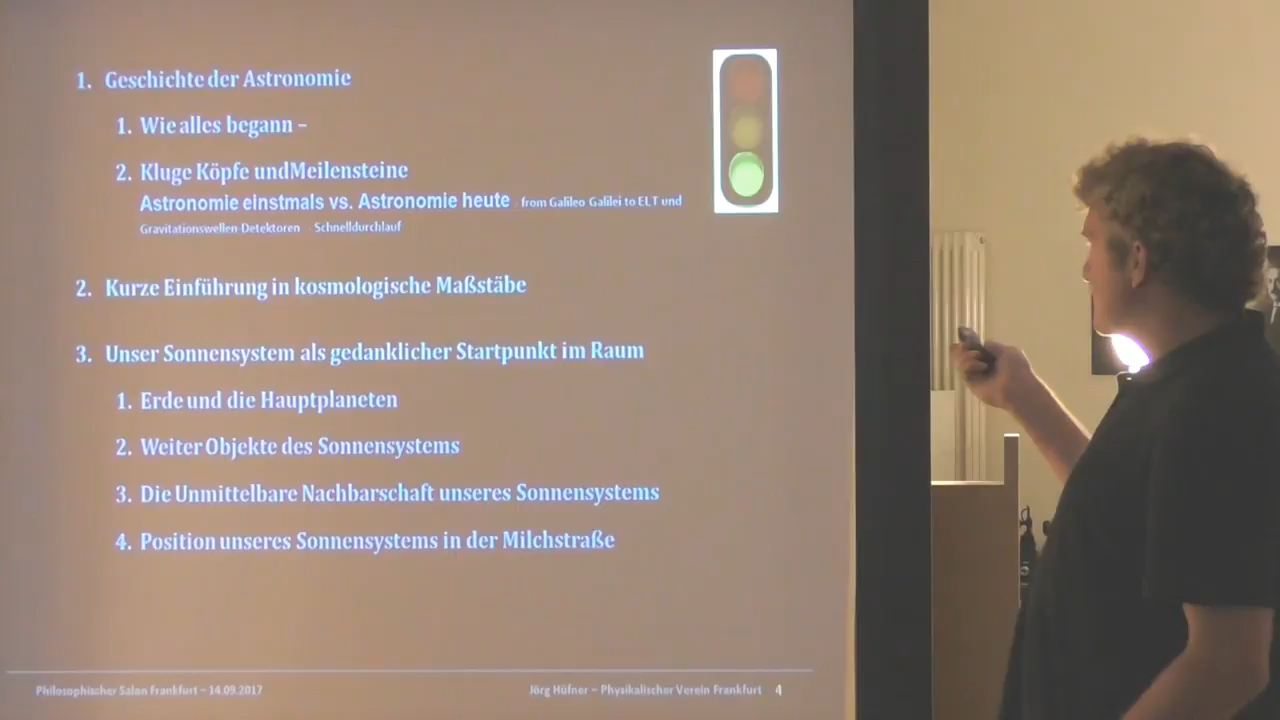 1. Geschichte der Astronomie
1. Wie alles begann –
2. Kluge Köpfe undMeilensteine
Astronomie einstmals vs. Astronomie heute - from Galileo Galilei to ELT und
Gravitationswellen Detektoren - Schnelldurchlauf
2. Kurze Einführung in kosmologische Maßstäbe
3. Unser Sonnensystem als gedanklicher Startpunkt im Raum
1. Erde und die Hauptplaneten
2. Weiter Objekte des Sonnensystems
3. Die Unmittelbare Nachbarschaft unseres Sonnensystems
4. Position unseres Sonnensystems in der Milchstraße
Philosophischer Salon Frankfurt – 14.09.2017
Jörg Hüfner – Physikalischer Verein Frankfurt 4